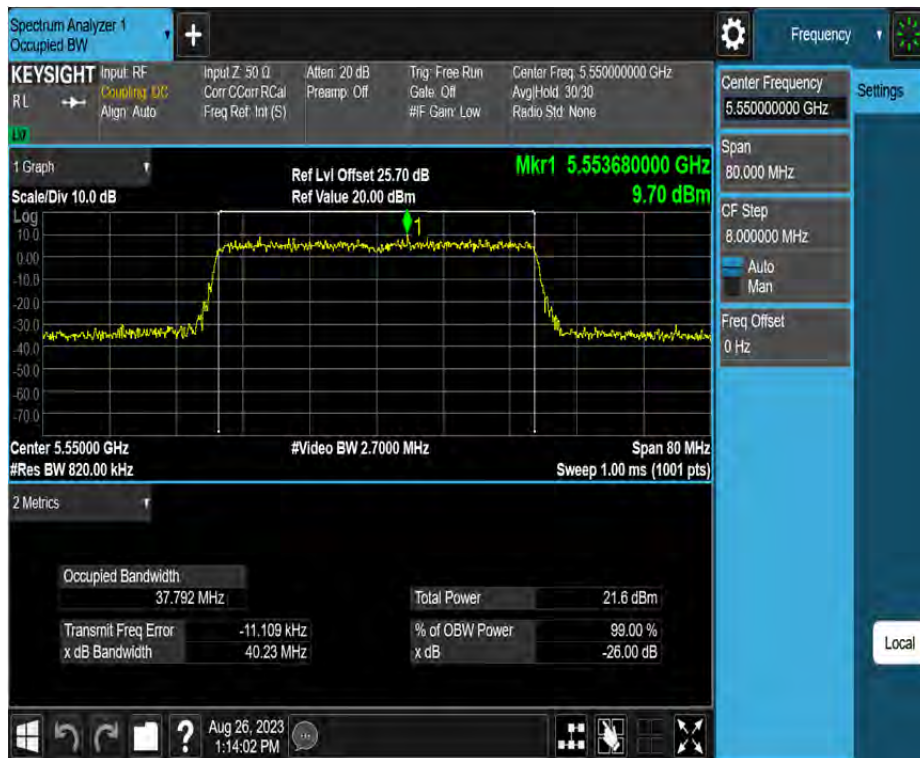 Spectrum Analyzer 1
Occupied BW
+
Frequency
KEYSIGHT
RL
Input: RF
Coupling: DC
Align: Auto
Input Z: 50 Ω
Corr CCorr RCal
Freq Ref: Int (S)
Atten: 20 dB
Preamp: Off
Trig: Free Run
Gate: Off
#IF Gain: Low
Center Freq: 5.550000000 GHz
Avg|Hold: 30/30
Radio Std: None
Center Frequency
5.550000000 GHz
Settings
Span
80.000 MHz
CF Step
8.000000 MHz
Auto
Man
Freq Offset
0 Hz
1 Graph
Scale/Div 10.0 dB
Ref Lvl Offset 25.70 dB
Ref Value 20.00 dBm
Mkr1 5.553680000 GHz
9.70 dBm
Log
10.0
0.00
-10.0
-20.0
-30.0
-40.0
-50.0
-60.0
-70.0
1
Center 5.55000 GHz
#Video BW 2.7000 MHz
Span 80 MHz
#Res BW 820.00 kHz
Sweep 1.00 ms (1001 pts)
2 Metrics
Occupied Bandwidth
37.792 MHz
Total Power 21.6 dBm
Transmit Freq Error -11.109 kHz
% of OBW Power 99.00 %
x dB Bandwidth 40.23 MHz
x dB -26.00 dB
Local
?
Aug 26, 2023
1:14:02 PM